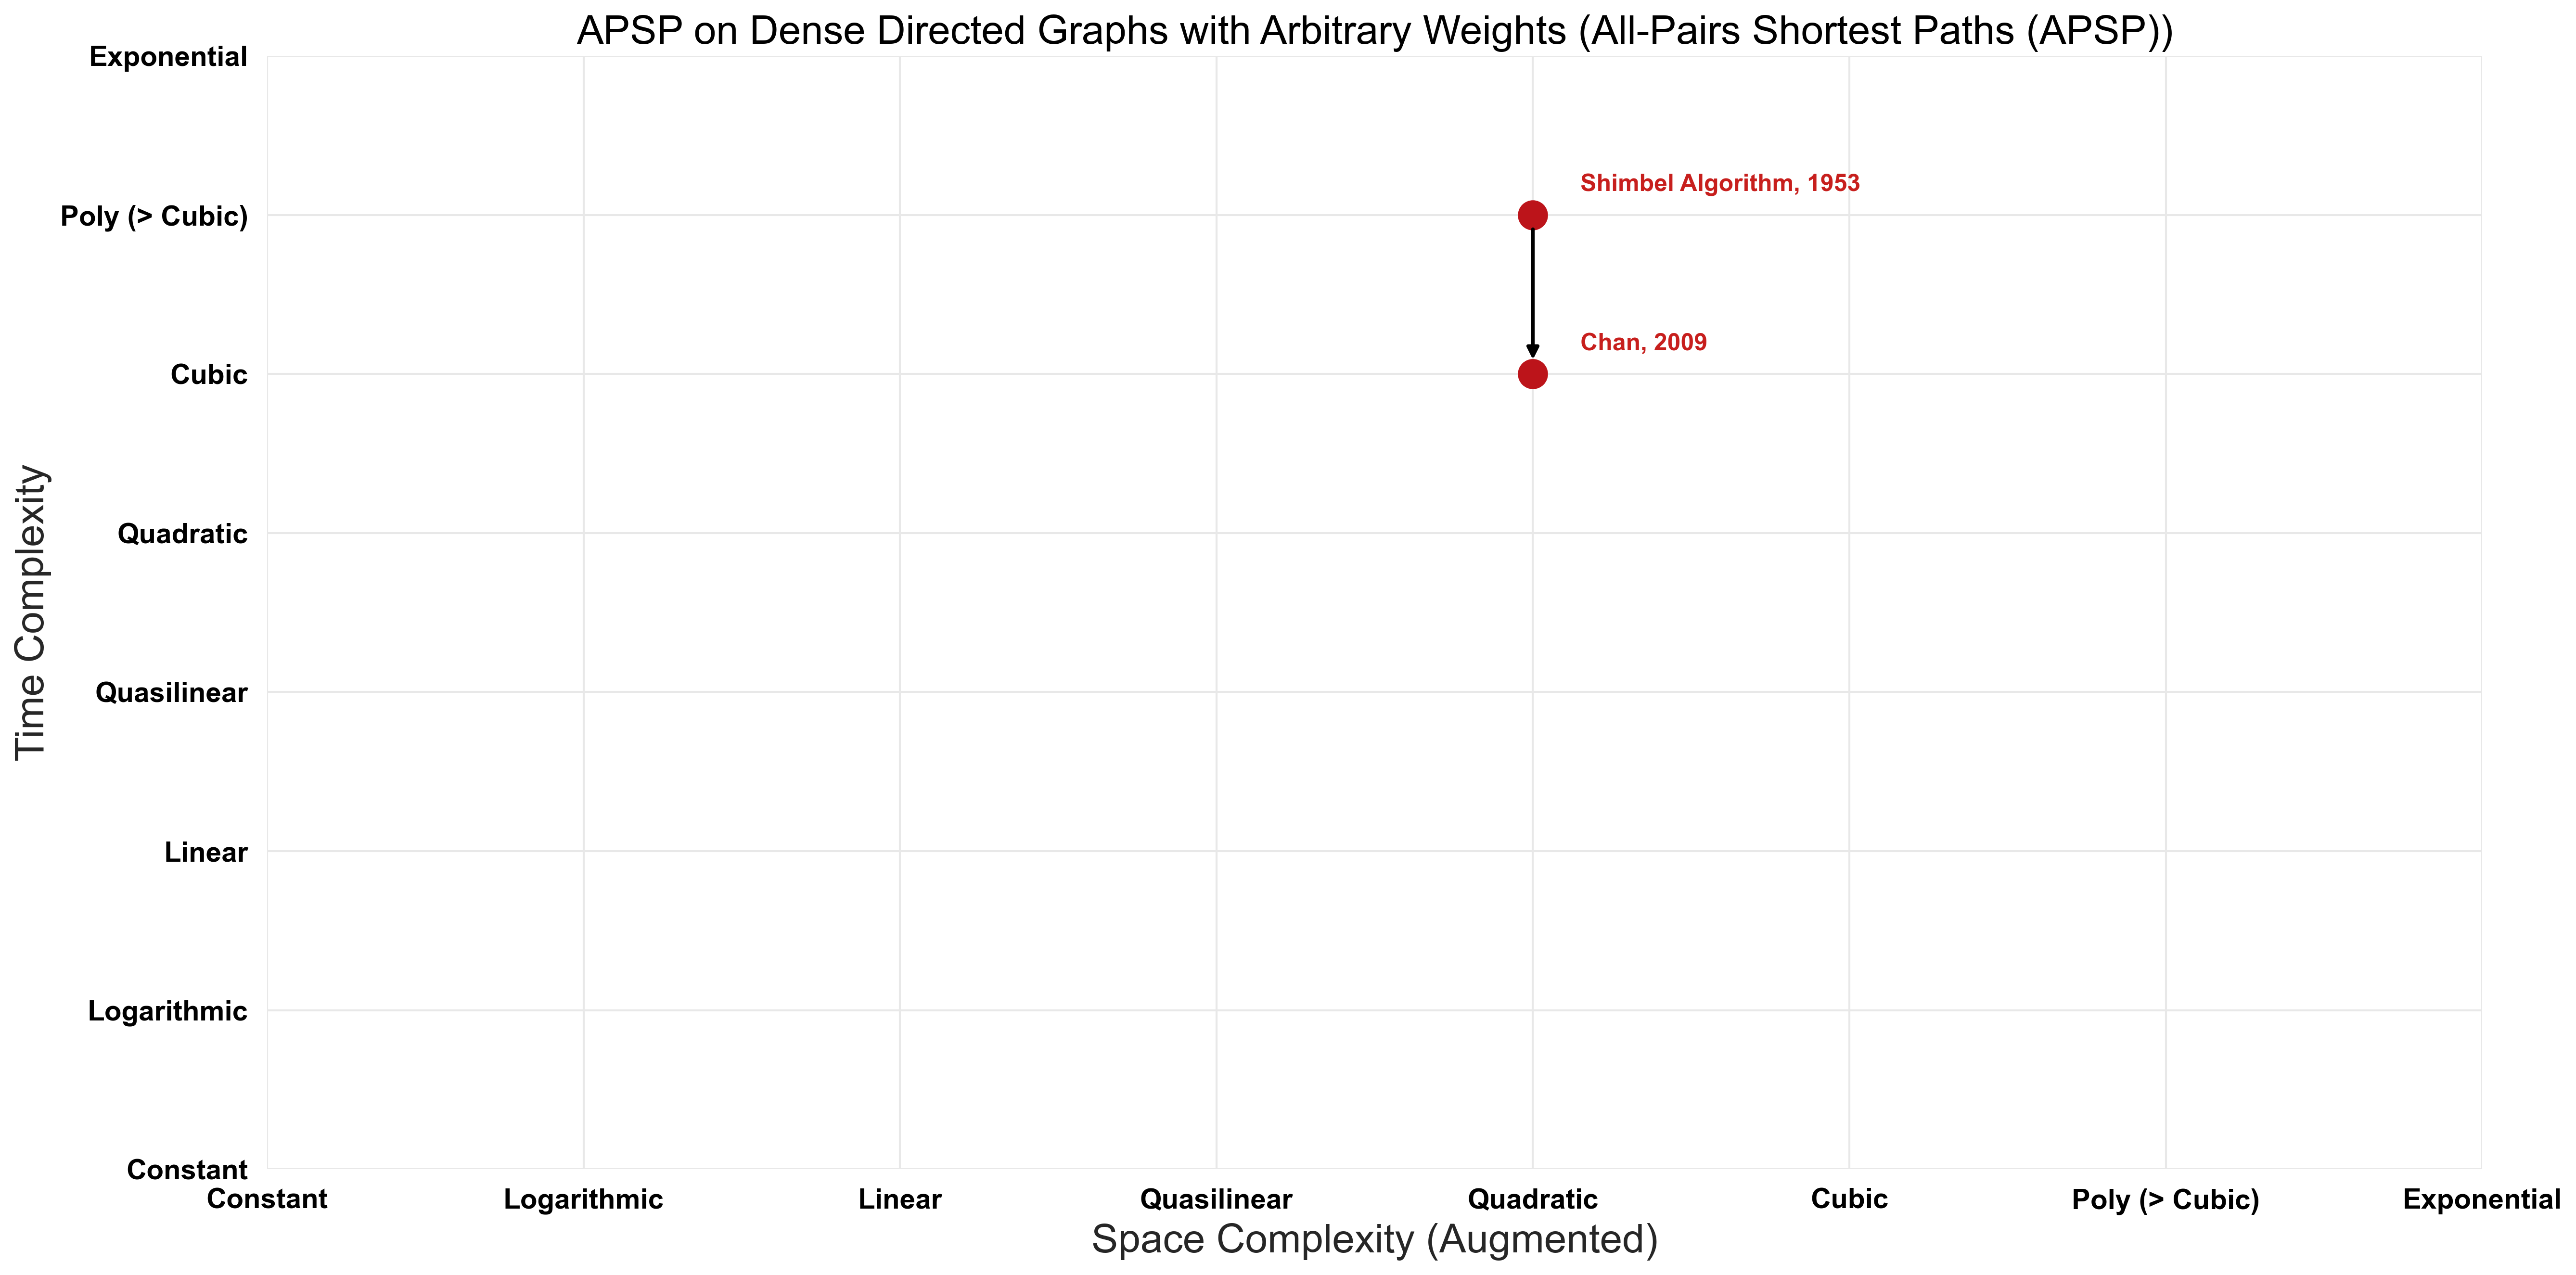 APSP on Dense Directed Graphs with Arbitrary Weights (All-Pairs Shortest Paths (APSP))
Exponential
Poly (> Cubic)
Cubic
Quadratic
Quasilinear
Linear
Logarithmic
Constant
Time Complexity
Shimbel Algorithm, 1953
Chan, 2009
Constant
Logarithmic
Linear
Quasilinear
Quadratic
Cubic
Poly (> Cubic)
Exponential
Space Complexity (Augmented)